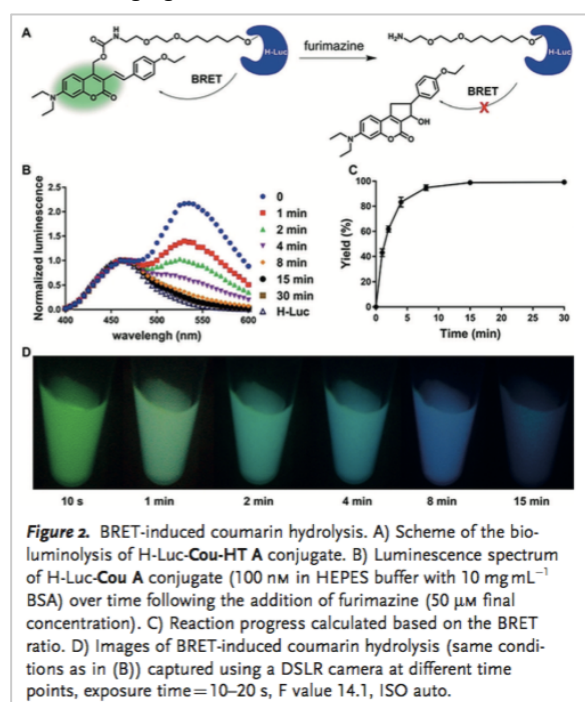 A
H-Luc
furimazine
H-Luc
BRET
BRET
X
B
Normalized luminescence
2.5
2.0
1.5
1.0
0.5
0.0
400
450
500
550
600
wavelengh (nm)
0
1 min
2 min
4 min
8 min
15 min
30 min
H-Luc
C
Yield (%)
100
80
60
40
20
0
0
10
20
30
Time (min)
D
10 s
1 min
2 min
4 min
8 min
15 min
Figure 2. BRET-induced coumarin hydrolysis. A) Scheme of the bio-
luminolysis of H-Luc-Cou-HT A conjugate. B) Luminescence spectrum
of H-Luc-Cou A conjugate (100 nM in HEPES buffer with 10 mg mL⁻¹
BSA) over time following the addition of furimazine (50 μM final
concentration). C) Reaction progress calculated based on the BRET
ratio. D) Images of BRET-induced coumarin hydrolysis (same condi-
tions as in (B)) captured using a DSLR camera at different time
points, exposure time=10–20 s, F value 14.1, ISO auto.